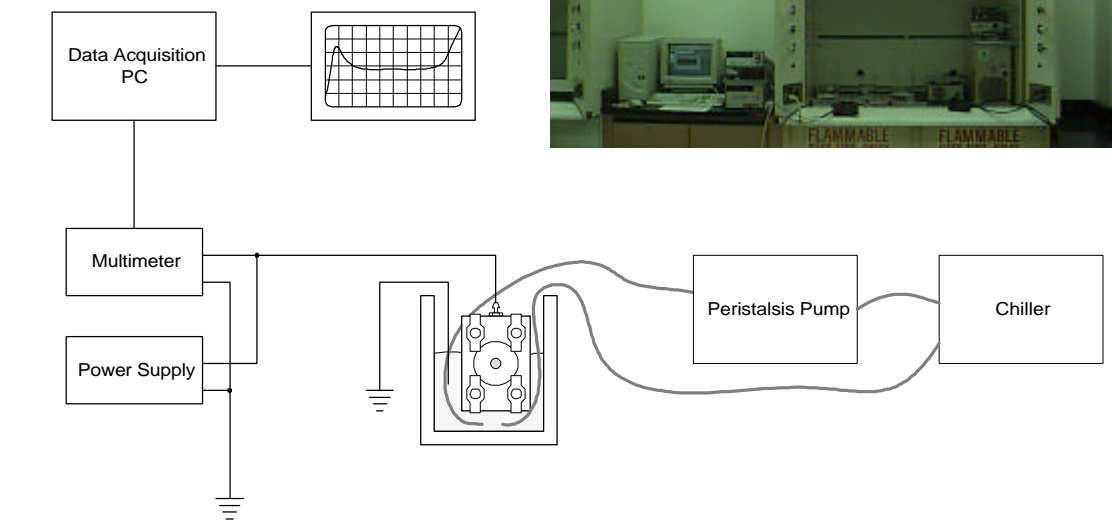 Data Acquisition
PC
FLAMMABLE
FLAMMABLE
Multimeter
Power Supply
Peristalsis Pump
Chiller